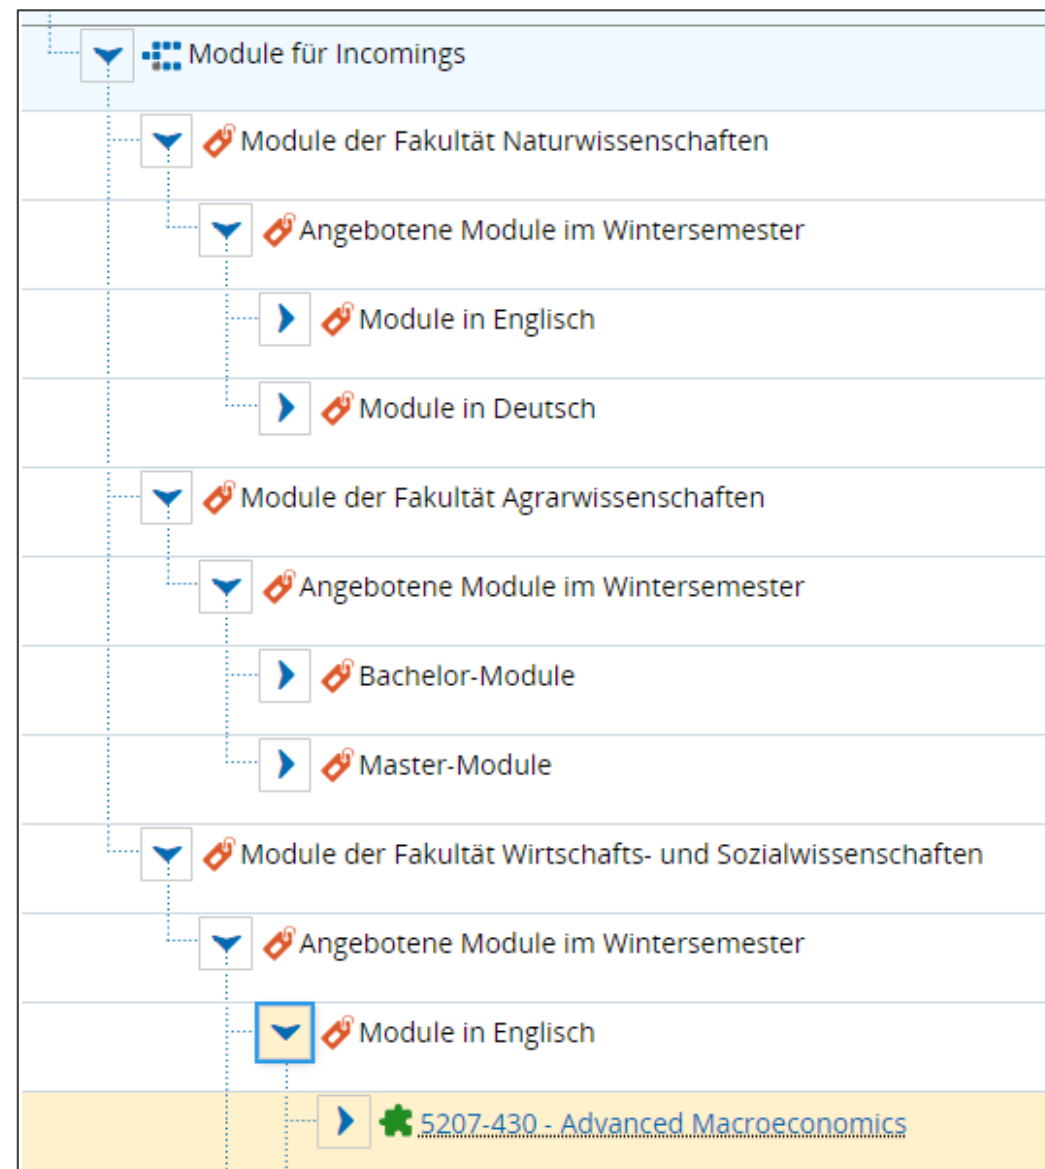 Module für Incomings
Module der Fakultät Naturwissenschaften
Angebotene Module im Wintersemester
Module in Englisch
Module in Deutsch
Module der Fakultät Agrarwissenschaften
Angebotene Module im Wintersemester
Bachelor-Module
Master-Module
Module der Fakultät Wirtschafts- und Sozialwissenschaften
Angebotene Module im Wintersemester
Module in Englisch
5207-430 - Advanced Macroeconomics